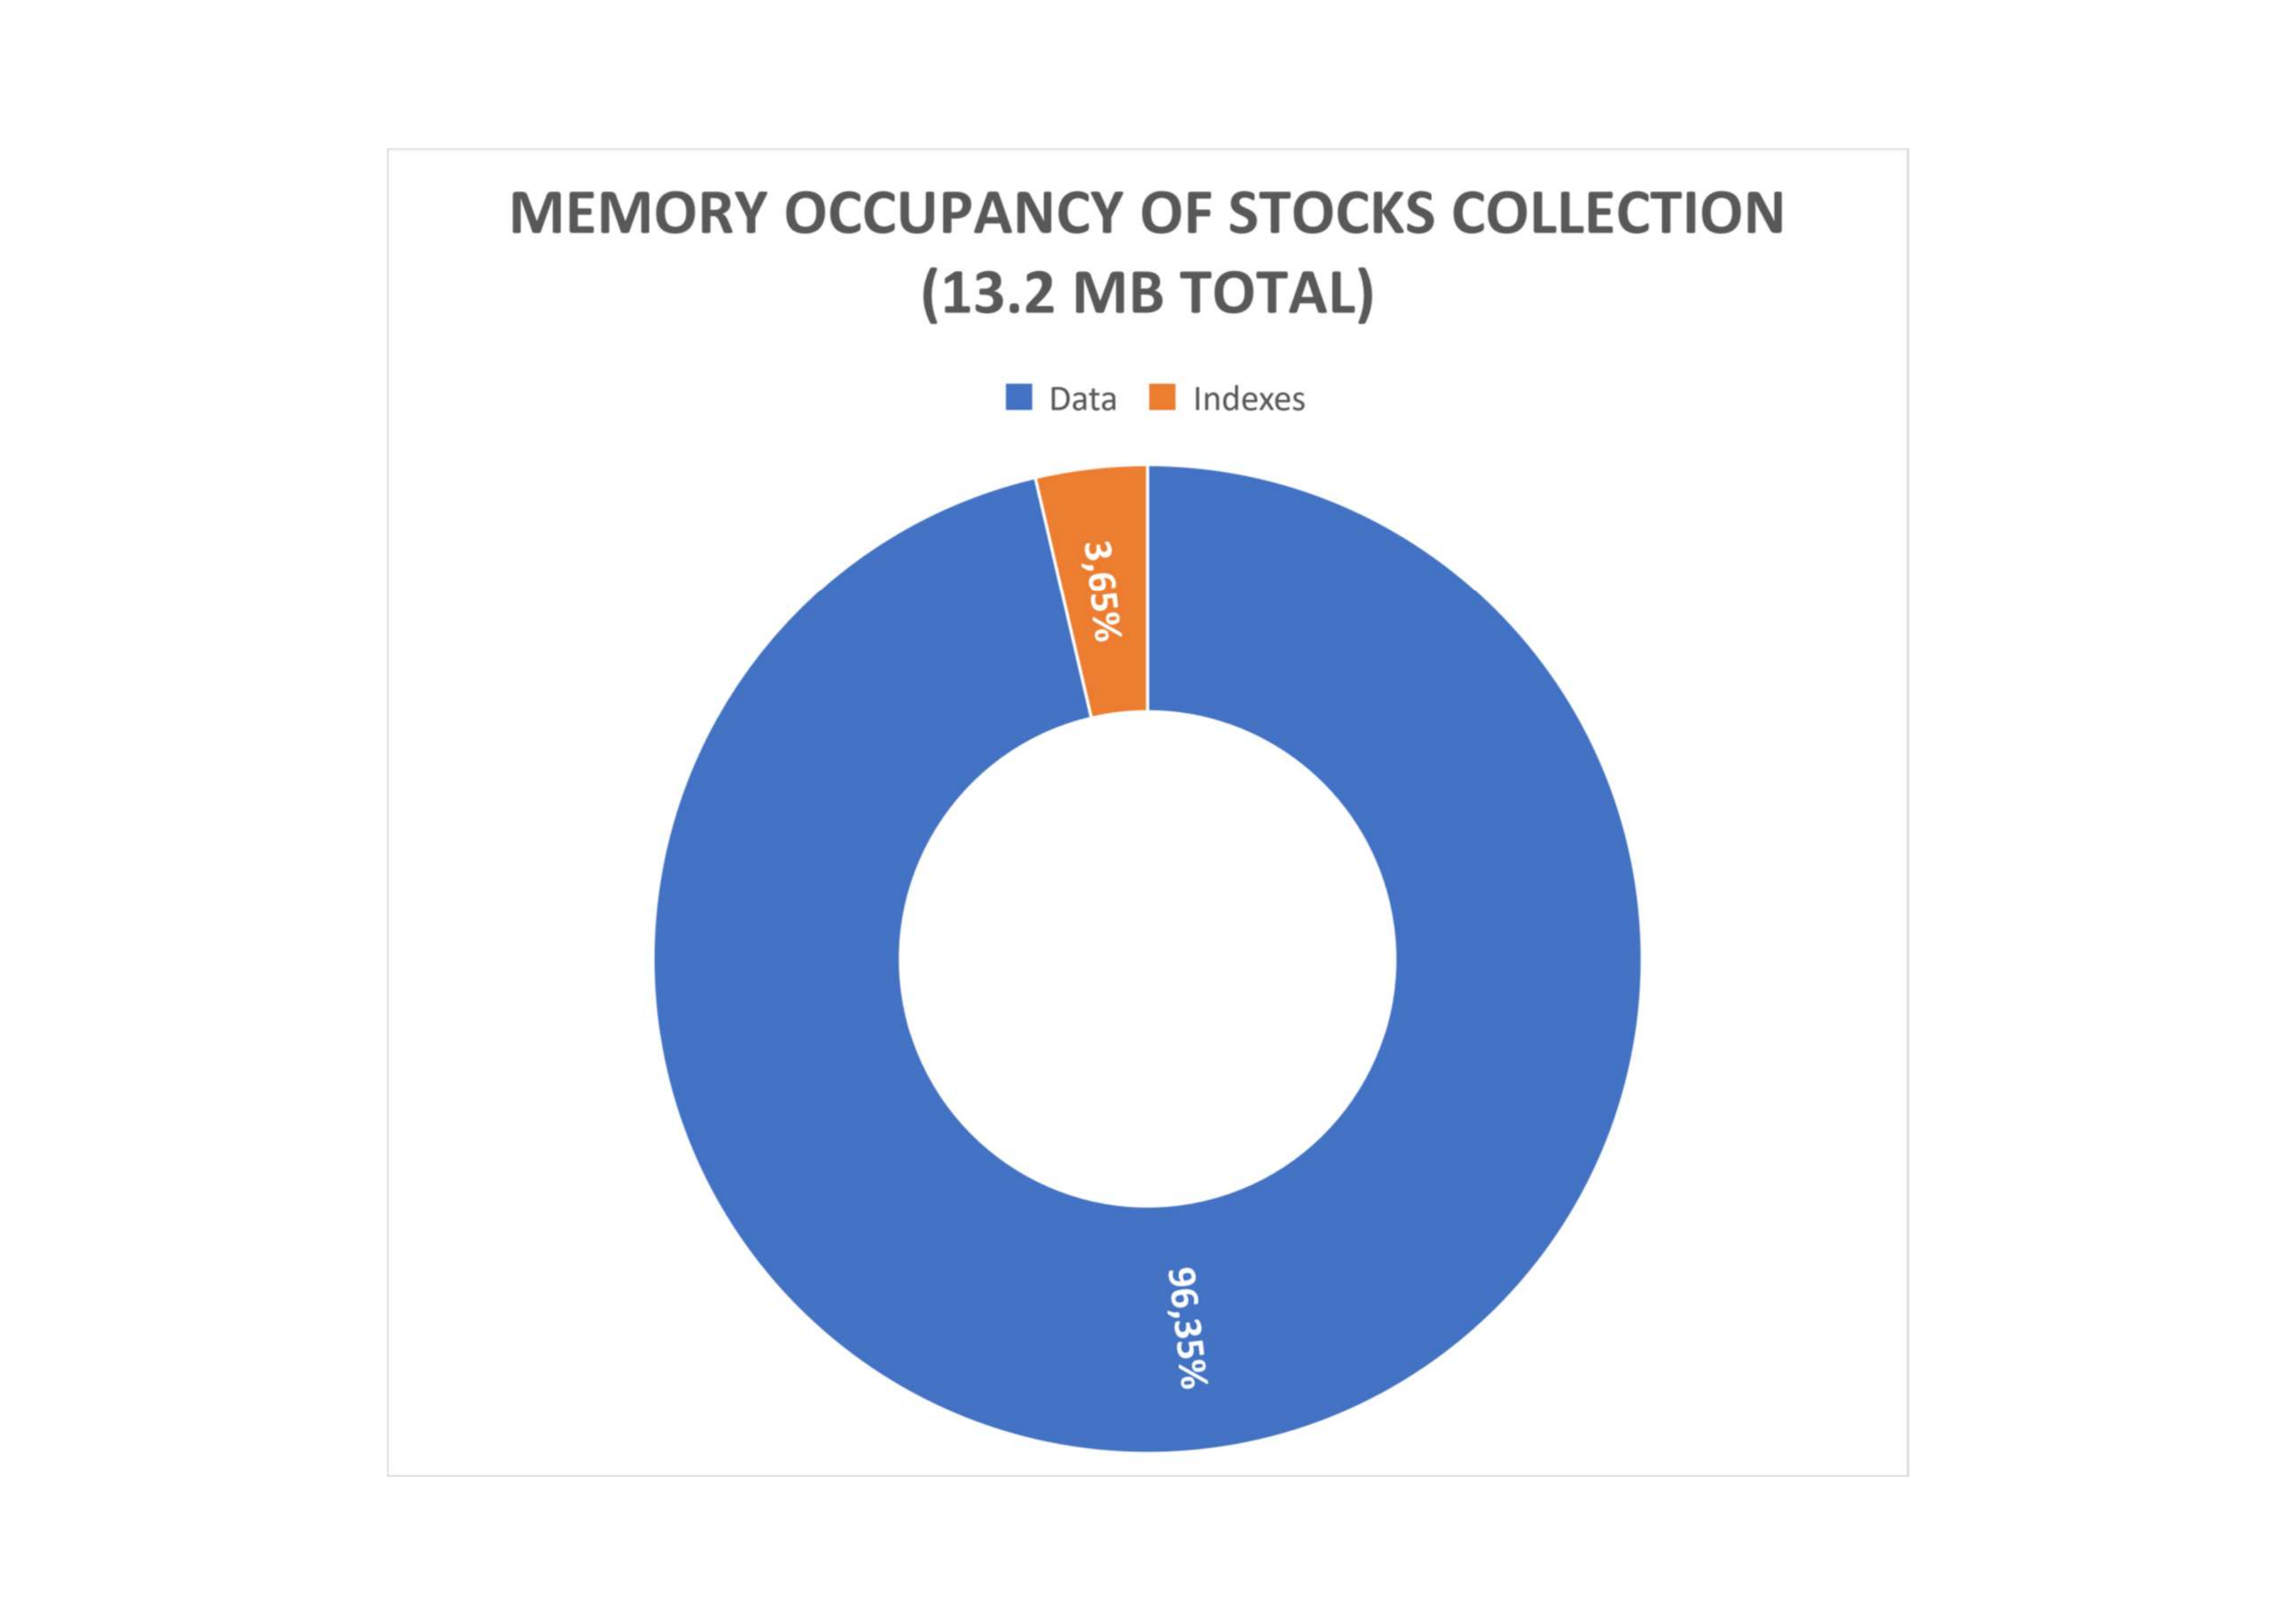 MEMORY OCCUPANCY OF STOCKS COLLECTION
(13.2 MB TOTAL)
Data Indexes
3,65%
96,35%